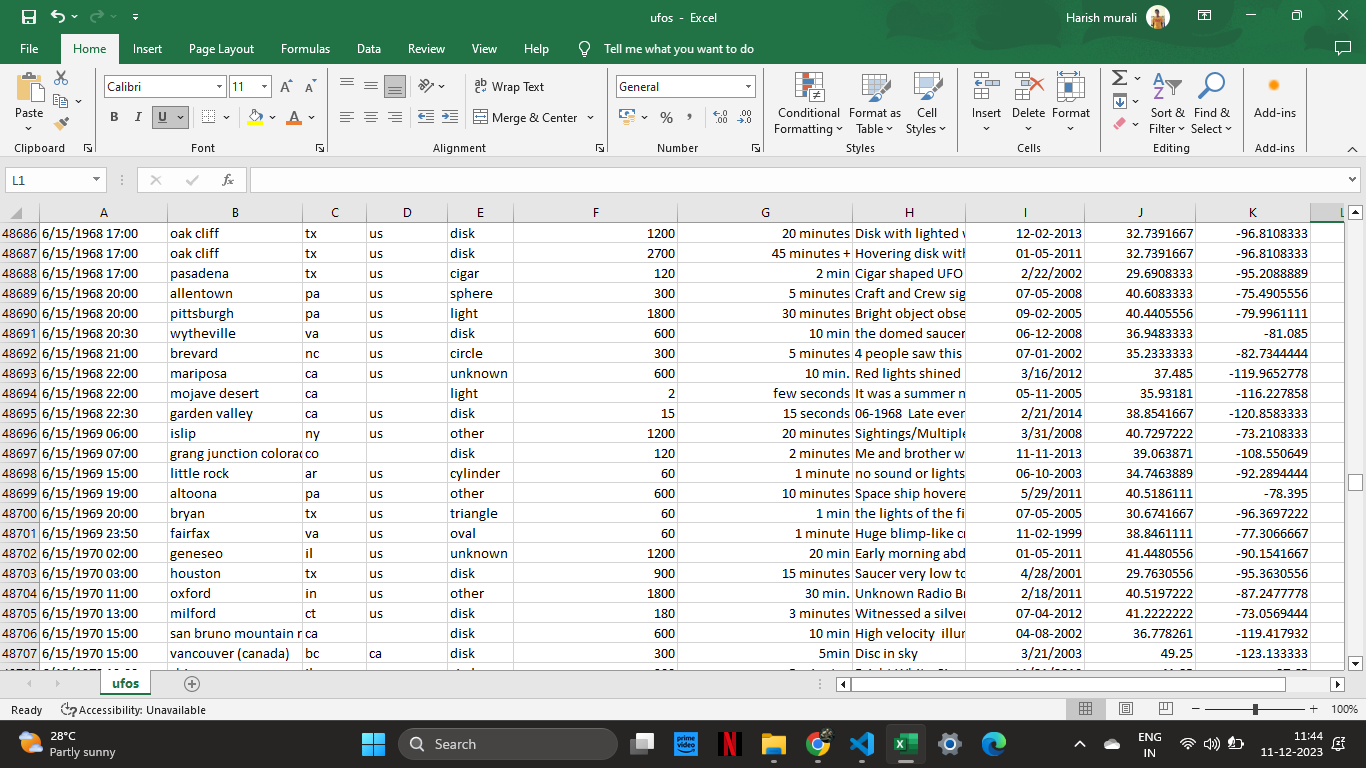 ufos - Excel
Harish murali
File Home Insert Page Layout Formulas Data Review View Help Tell me what you want to do
Paste
Calibri 11
B I U A
Wrap Text
Merge & Center
General
% ,
Conditional Formatting
Format as Table
Cell Styles
Insert Delete Format
Sort & Filter
Find & Select
Add-ins
Clipboard Font Alignment Number Styles Cells Editing Add-ins
L1 fx
A B C D E F G H I J K L
48686 6/15/1968 17:00 oak cliff tx us disk 1200 20 minutes Disk with lighted 12-02-2013 32.7391667 -96.8108333
48687 6/15/1968 17:00 oak cliff tx us disk 2700 45 minutes + Hovering disk with 01-05-2011 32.7391667 -96.8108333
48688 6/15/1968 17:00 pasadena tx us cigar 120 2 min Cigar shaped UFO 2/22/2002 29.6908333 -95.2088889
48689 6/15/1968 20:00 allentown pa us sphere 300 5 minutes Craft and Crew sig 07-05-2008 40.6083333 -75.4905556
48690 6/15/1968 20:00 pittsburgh pa us light 1800 30 minutes Bright object obse 09-02-2005 40.4405556 -79.9961111
48691 6/15/1968 20:30 wytheville va us disk 600 10 min the domed saucer 06-12-2008 36.9483333 -81.085
48692 6/15/1968 21:00 brevard nc us circle 300 5 minutes 4 people saw this 07-01-2002 35.2333333 -82.7344444
48693 6/15/1968 22:00 mariposa ca us unknown 600 10 min. Red lights shined 3/16/2012 37.485 -119.9652778
48694 6/15/1968 22:00 mojave desert ca light 2 few seconds It was a summer n 05-11-2005 35.93181 -116.227858
48695 6/15/1968 22:30 garden valley ca us disk 15 15 seconds 06-1968 Late ever 2/21/2014 38.8541667 -120.8583333
48696 6/15/1969 06:00 islip ny us other 1200 20 minutes Sightings/Multiple 3/31/2008 40.7297222 -73.2108333
48697 6/15/1969 07:00 grang junction colorac co disk 120 2 minutes Me and brother w 11-11-2013 39.063871 -108.550649
48698 6/15/1969 15:00 little rock ar us cylinder 60 1 minute no sound or lights 06-10-2003 34.7463889 -92.2894444
48699 6/15/1969 19:00 altoona pa us other 600 10 minutes Space ship hovere 5/29/2011 40.5186111 -78.395
48700 6/15/1969 20:00 bryan tx us triangle 60 1 min the lights of the fi 07-05-2005 30.6741667 -96.3697222
48701 6/15/1969 23:50 fairfax va us oval 60 1 minute Huge blimp-like cr 11-02-1999 38.8461111 -77.3066667
48702 6/15/1970 02:00 geneseo il us unknown 1200 20 min Early morning abd 01-05-2011 41.4480556 -90.1541667
48703 6/15/1970 03:00 houston tx us disk 900 15 minutes Saucer very low to 4/28/2001 29.7630556 -95.3630556
48704 6/15/1970 11:00 oxford in us other 1800 30 min. Unknown Radio Br 2/18/2011 40.5197222 -87.2477778
48705 6/15/1970 13:00 milford ct us disk 180 3 minutes Witnessed a silver 07-04-2012 41.2222222 -73.0569444
48706 6/15/1970 15:00 san bruno mountain r ca disk 600 10 min High velocity illur 04-08-2002 36.778261 -119.417932
48707 6/15/1970 15:00 vancouver (canada) bc ca disk 300 5min Disc in sky 3/21/2003 49.25 -123.133333
ufos
Ready Accessibility: Unavailable 100%
28°C
Partly sunny
Search
prime video
N
ENG
IN
11:44
11-12-2023